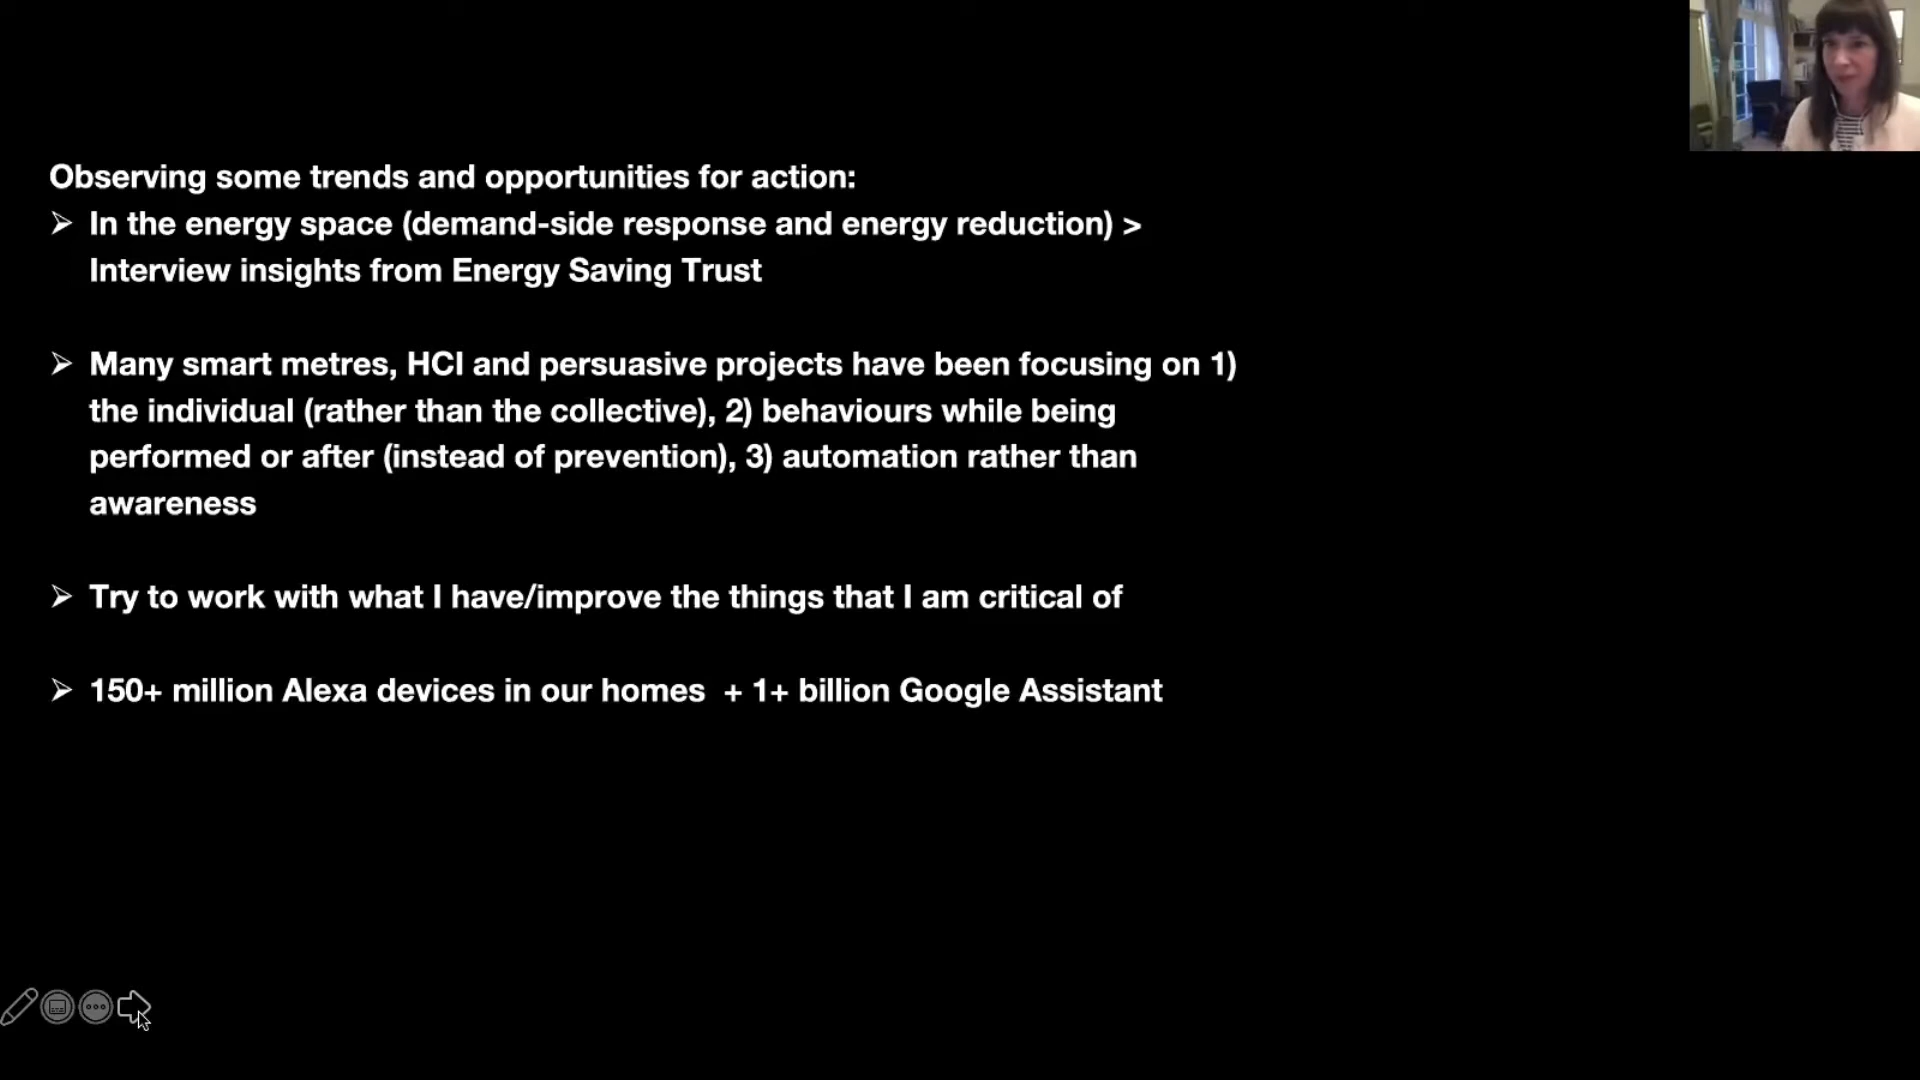 Observing some trends and opportunities for action:
➢ In the energy space (demand-side response and energy reduction) >
Interview insights from Energy Saving Trust
➢ Many smart metres, HCI and persuasive projects have been focusing on 1)
the individual (rather than the collective), 2) behaviours while being
performed or after (instead of prevention), 3) automation rather than
awareness
➢ Try to work with what I have/improve the things that I am critical of
➢ 150+ million Alexa devices in our homes + 1+ billion Google Assistant